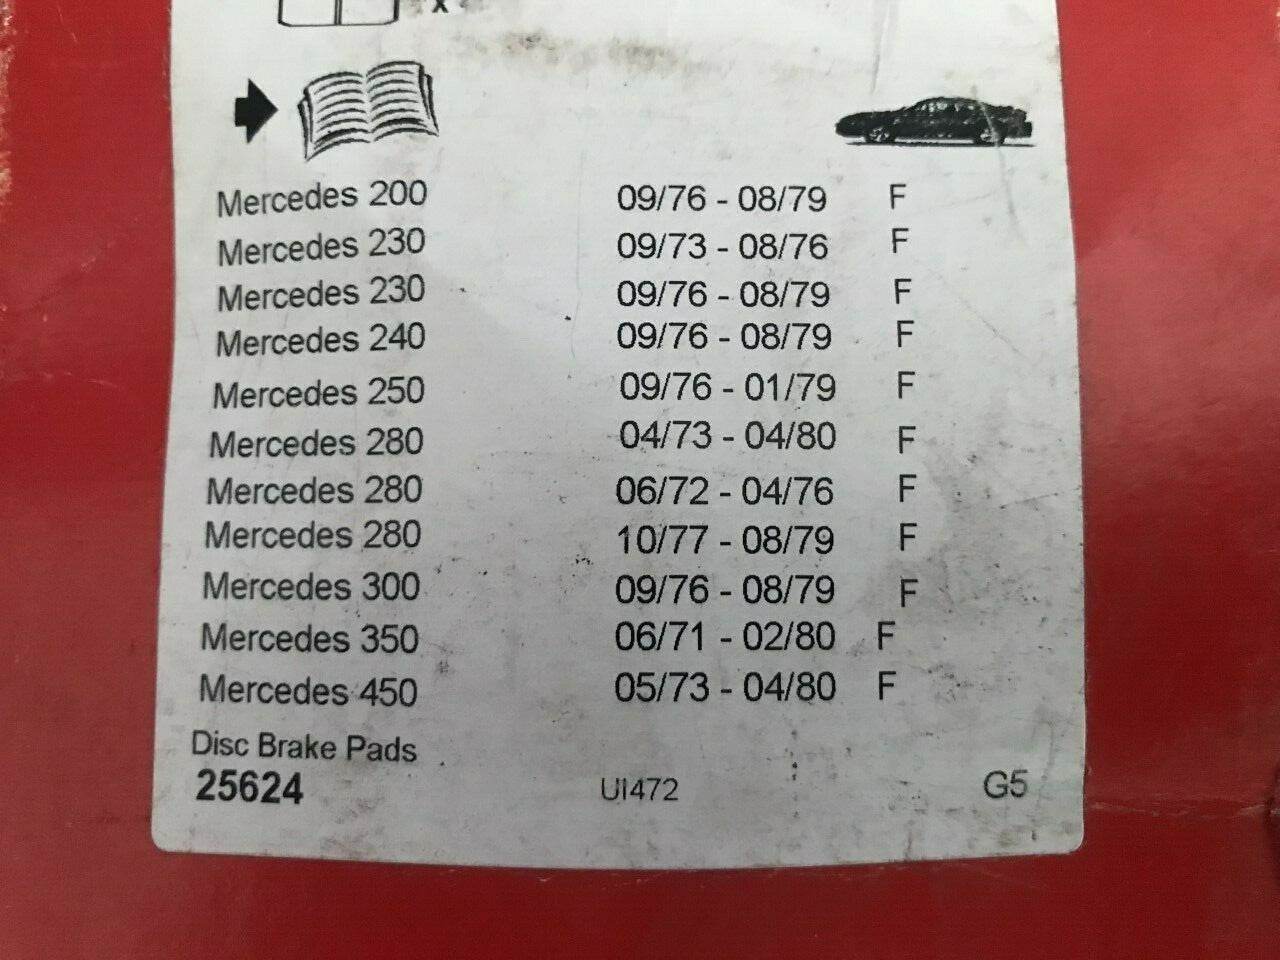 x
Mercedes 200 09/76 - 08/79 F
Mercedes 230 09/73 - 08/76 F
Mercedes 230 09/76 - 08/79 F
Mercedes 240 09/76 - 08/79 F
Mercedes 250 09/76 - 01/79 F
Mercedes 280 04/73 - 04/80 F
Mercedes 280 06/72 - 04/76 F
Mercedes 280 10/77 - 08/79 F
Mercedes 300 09/76 - 08/79 F
Mercedes 350 06/71 - 02/80 F
Mercedes 450 05/73 - 04/80 F
Disc Brake Pads
25624 UI472 G5